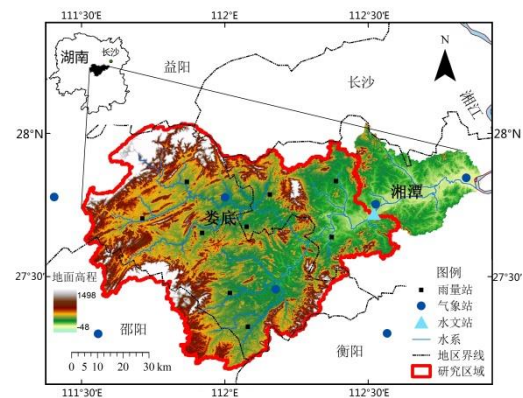 111°30'E 112°E 112°30'E
湖南
长沙
益阳
长沙
N
湘江
28°N
28°N
湘潭
娄底
27°30'
27°30'
地面高程
1498
-48
邵阳
衡阳
0 5 10 20 30 km
图例
雨量站
气象站
水文站
水系
地区界线
研究区域
111°30'E 112°E 112°30'E